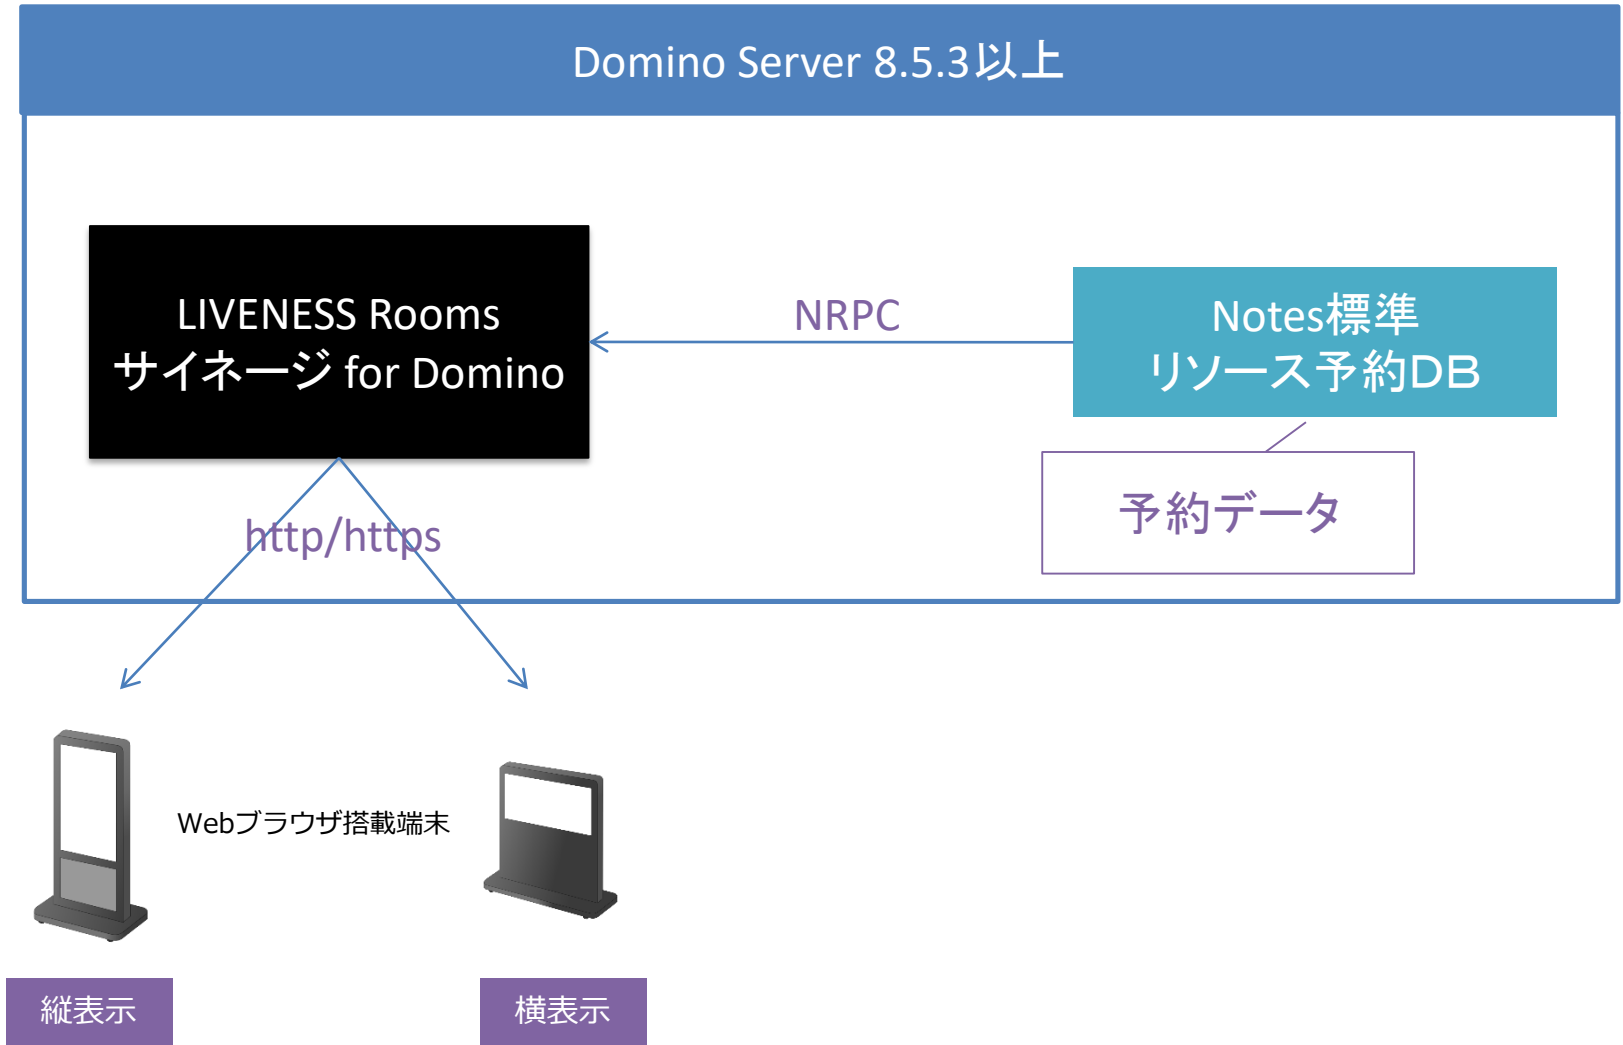 Domino Server 8.5.3以上
LIVENESS Rooms
サイネージ for Domino
NRPC
Notes標準
リソース予約DB
予約データ
http/https
Webブラウザ搭載端末
縦表示
横表示